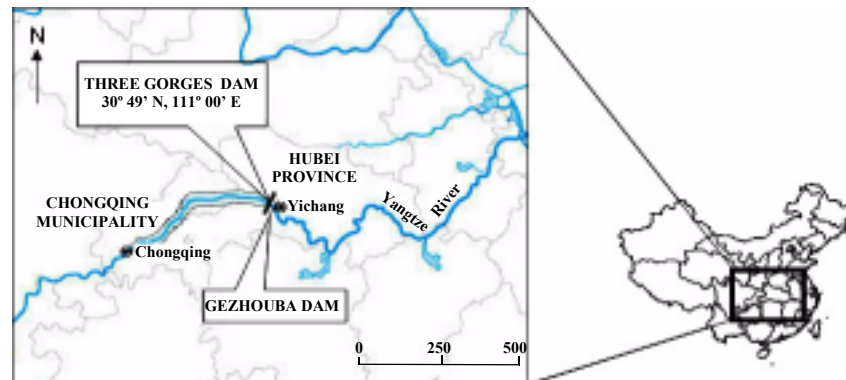 N
THREE GORGES DAM
30º 49' N, 111º 00' E
HUBEI
PROVINCE
CHONGQING
MUNICIPALITY
Yichang
Yangtze River
Chongqing
GEZHOUBA DAM
0 250 500